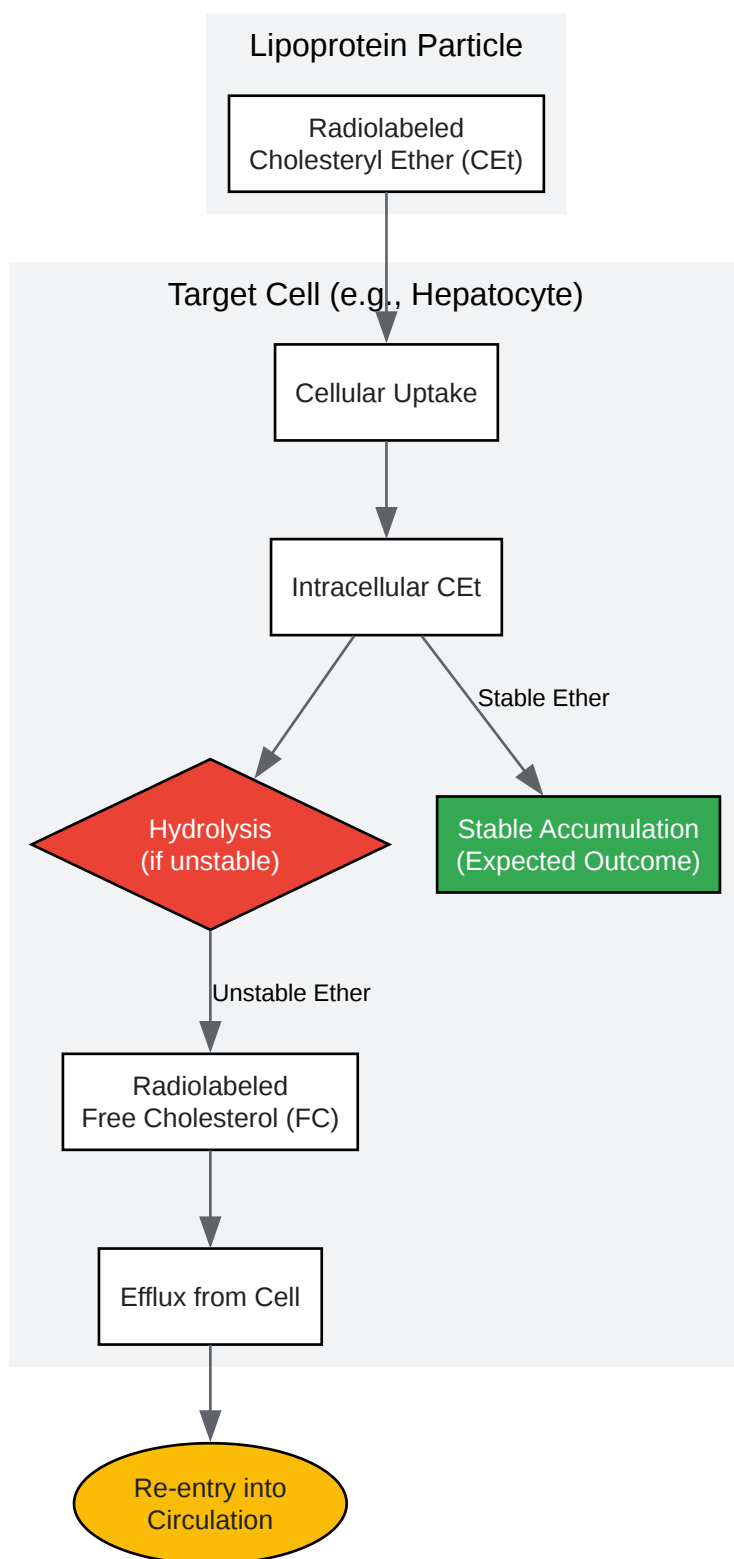 Lipoprotein Particle
Radiolabeled
Cholesteryl Ether (CEt)
Target Cell (e.g., Hepatocyte)
Cellular Uptake
Intracellular CEt
Stable Ether
Hydrolysis
(if unstable)
Stable Accumulation
(Expected Outcome)
Unstable Ether
Radiolabeled
Free Cholesterol (FC)
Efflux from Cell
Re-entry into
Circulation